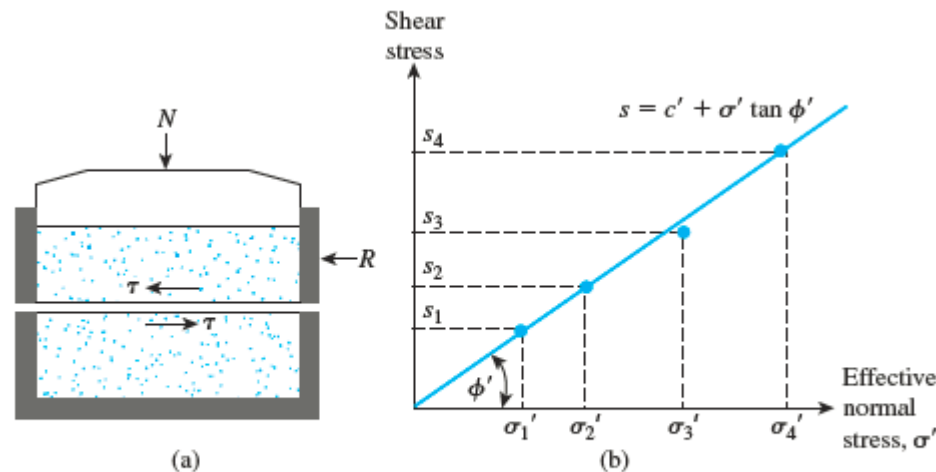 N
R
τ
τ
(a)
Shear
stress
s = c′ + σ′ tan ϕ′
s4
s3
s2
s1
ϕ′
σ1′ σ2′ σ3′ σ4′
Effective
normal
stress, σ′
(b)